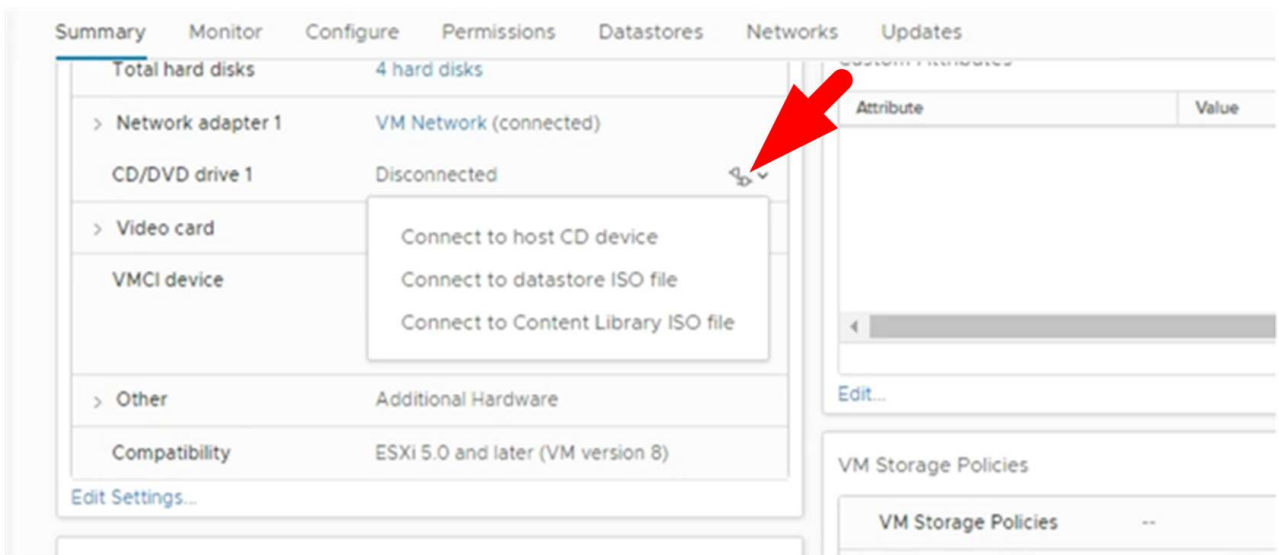 Summary Monitor Configure Permissions Datastores Networks Updates
Total hard disks 4 hard disks
Network adapter 1 VM Network (connected)
CD/DVD drive 1 Disconnected
Video card
Connect to host CD device
VMCI device
Connect to datastore ISO file
Connect to Content Library ISO file
Other Additional Hardware
Compatibility ESXi 5.0 and later (VM version 8)
Edit Settings...
Custom Attributes
Attribute Value
Edit...
VM Storage Policies
VM Storage Policies --